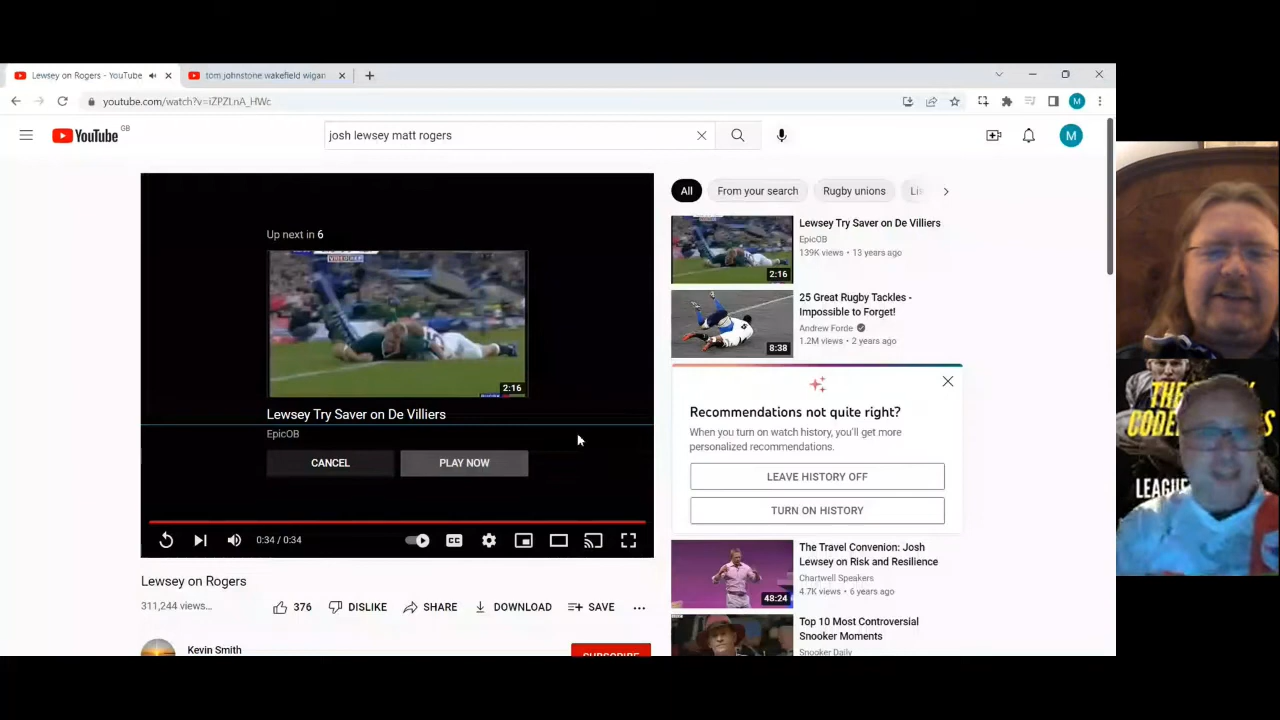 Lewsey on Rogers - YouTube
tom johnstone wakefield wigan
youtube.com/watch?v=iZPZLnA_HWc
M
YouTube GB
josh lewsey matt rogers
M
Up next in 6
2:16
Lewsey Try Saver on De Villiers
EpicOB
CANCEL
PLAY NOW
CC
0:34 / 0:34
Lewsey on Rogers
311,244 views...
376
DISLIKE
SHARE
DOWNLOAD
SAVE
Kevin Smith
SUBSCRIBE
All
From your search
Rugby unions
Lewsey Try Saver on De Villiers
EpicOB
139K views • 13 years ago
2:16
25 Great Rugby Tackles -
Impossible to Forget!
Andrew Forde
1.2M views • 2 years ago
8:38
Recommendations not quite right?
When you turn on watch history, you'll get more
personalized recommendations.
LEAVE HISTORY OFF
TURN ON HISTORY
The Travel Convention: Josh
Lewsey on Risk and Resilience
Chartwell Speakers
4.7K views • 6 years ago
48:24
Top 10 Most Controversial
Snooker Moments
Snooker Daily
LEAGUE